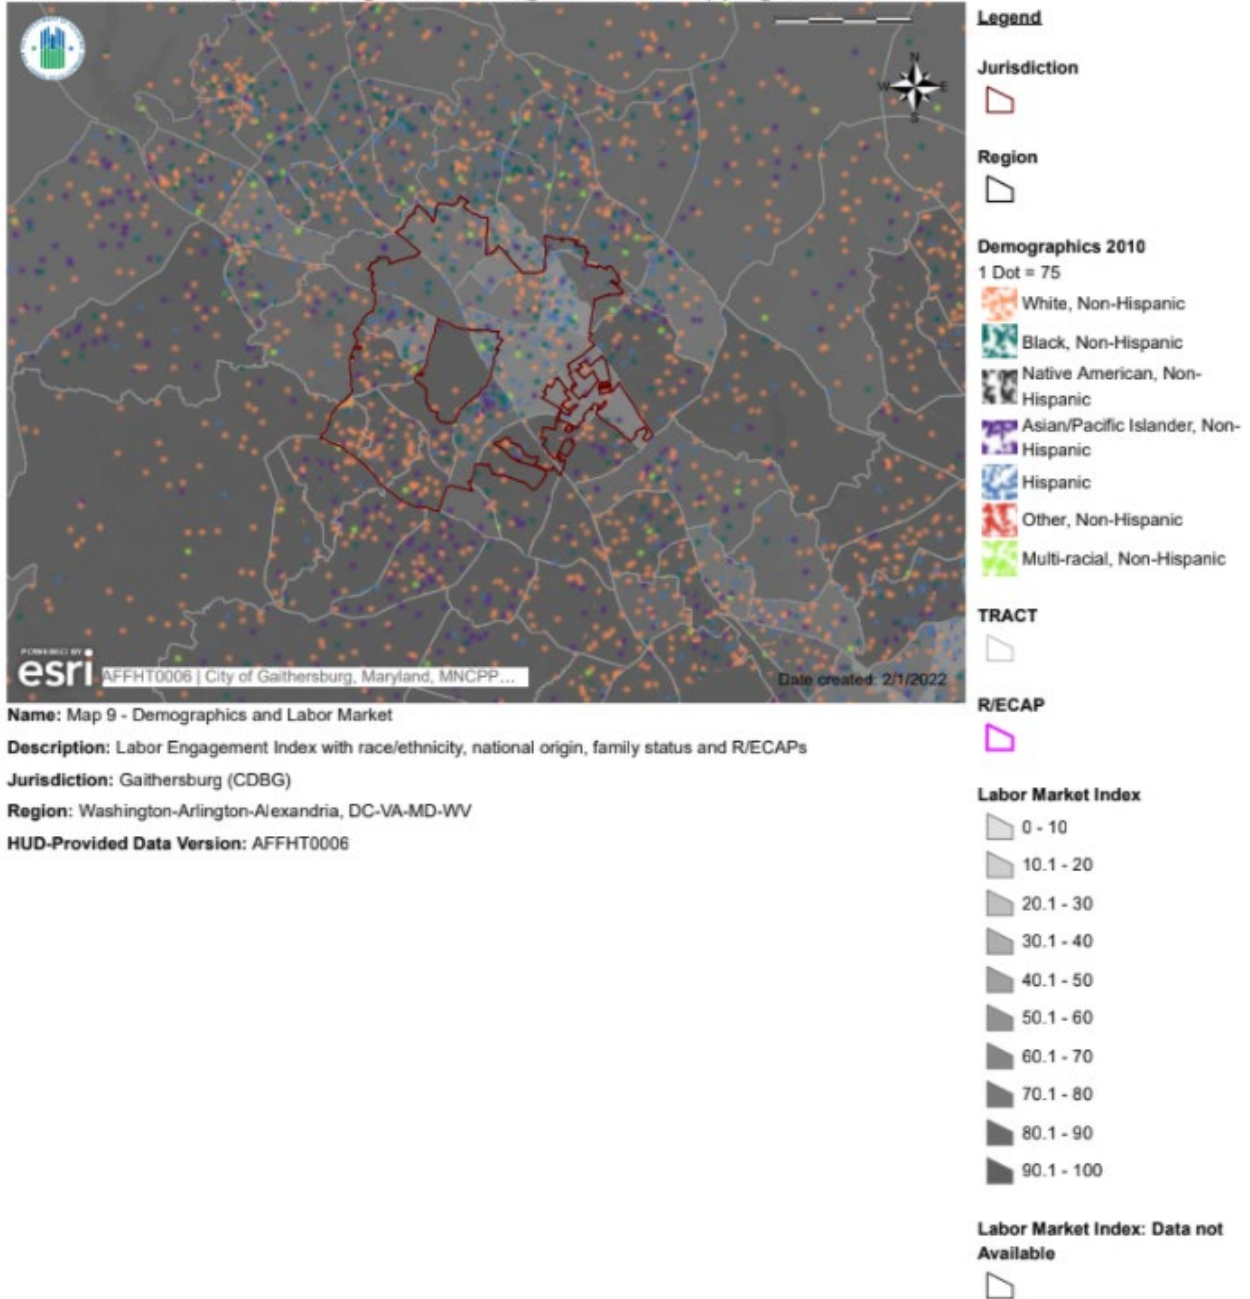 Legend
N
W E
S
Jurisdiction
Region
Demographics 2010
1 Dot = 75
White, Non-Hispanic
Black, Non-Hispanic
Native American, Non-
Hispanic
Asian/Pacific Islander, Non-
Hispanic
Hispanic
Other, Non-Hispanic
Multi-racial, Non-Hispanic
TRACT
R/ECAP
Labor Market Index
0 - 10
10.1 - 20
20.1 - 30
30.1 - 40
40.1 - 50
50.1 - 60
60.1 - 70
70.1 - 80
80.1 - 90
90.1 - 100
Labor Market Index: Data not
Available
POWERED BY
esri
AFFHT0006 | City of Gaithersburg, Maryland, MNCPP...
Date created: 2/1/2022
Name: Map 9 - Demographics and Labor Market
Description: Labor Engagement Index with race/ethnicity, national origin, family status and R/ECAPs
Jurisdiction: Gaithersburg (CDBG)
Region: Washington-Arlington-Alexandria, DC-VA-MD-WV
HUD-Provided Data Version: AFFHT0006